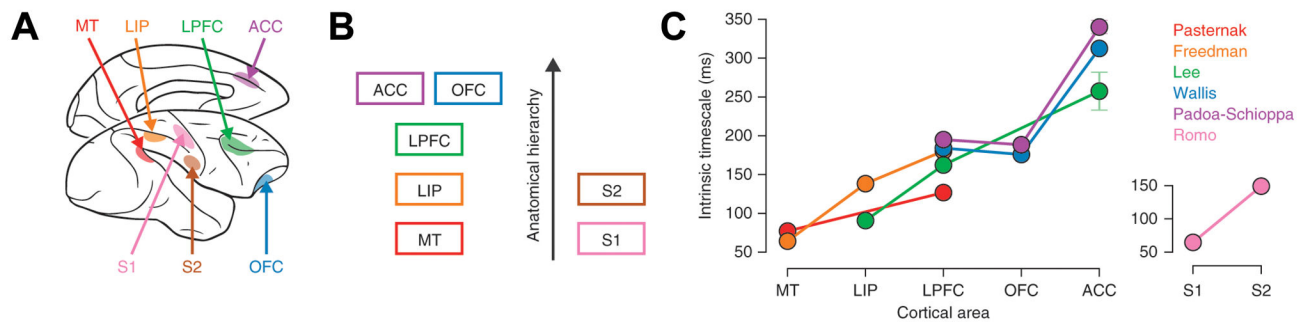 A
MT LIP LPFC ACC
S1 S2 OFC
B
ACC OFC
LPFC
LIP S2
MT S1
Anatomical hierarchy
C
Intrinsic timescale (ms)
350
300
250
200
150
100
50
MT LIP LPFC OFC ACC
Cortical area
Pasternak
Freedman
Lee
Wallis
Padoa-Schioppa
Romo
150
100
50
S1 S2